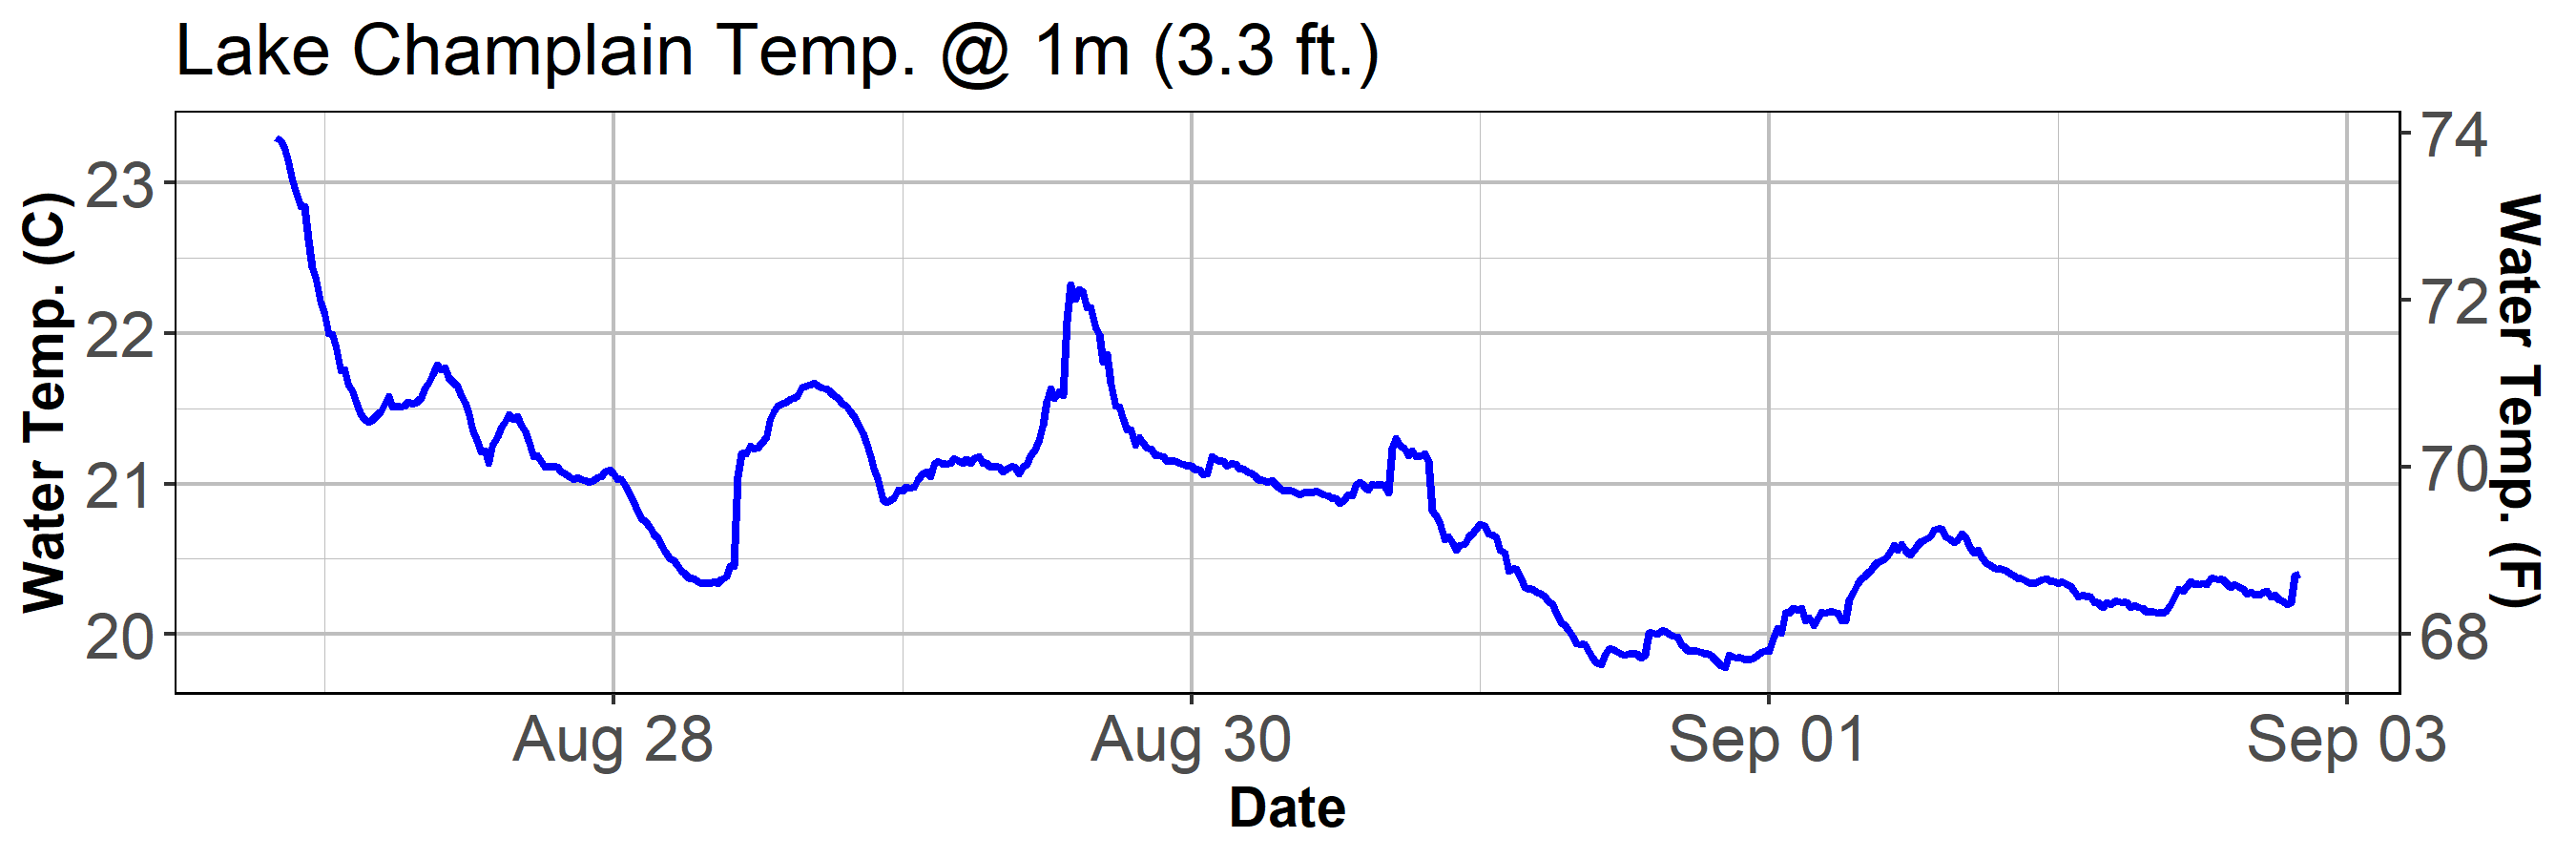 Lake Champlain Temp. @ 1m (3.3 ft.)
Water Temp. (C)
23
22
21
20
74
72
70
68
Water Temp. (F)
Aug 28
Aug 30
Sep 01
Sep 03
Date